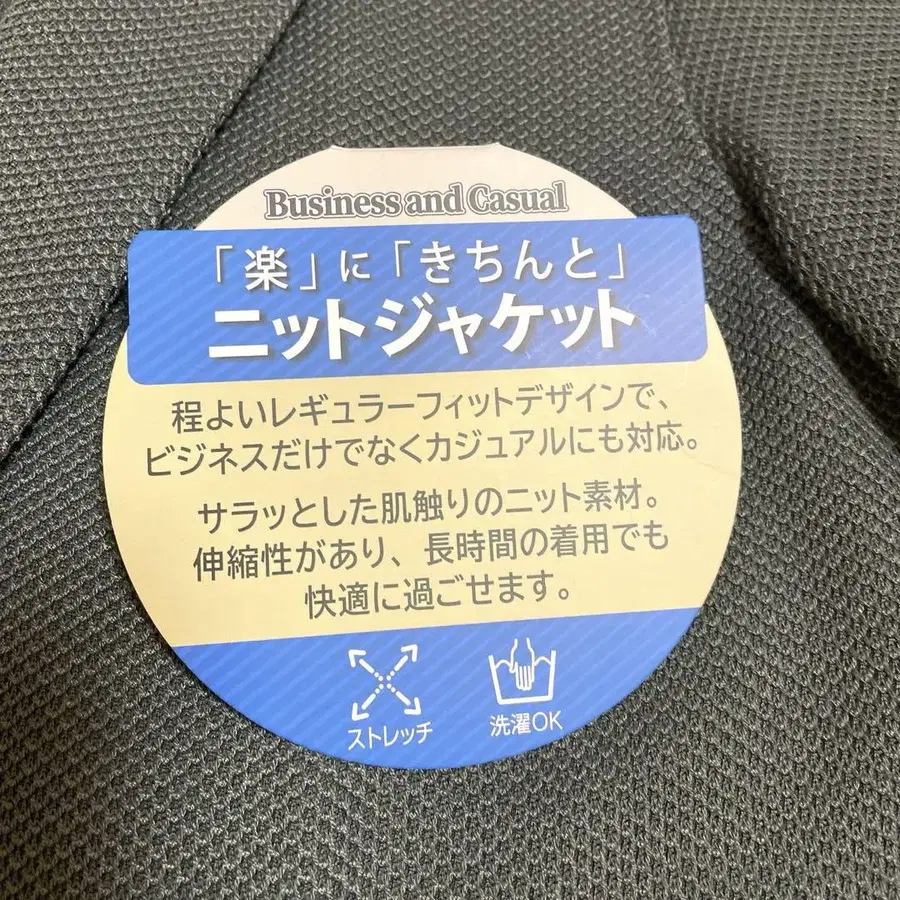 Business and Casual
「楽」に「きちんと」
ニットジャケット
程よいレギュラーフィットデザインで、
ビジネスだけでなくカジュアルにも対応。
サラッとした肌触りのニット素材。
伸縮性があり、長時間の着用でも
快適に過ごせます。
ストレッチ
洗濯OK